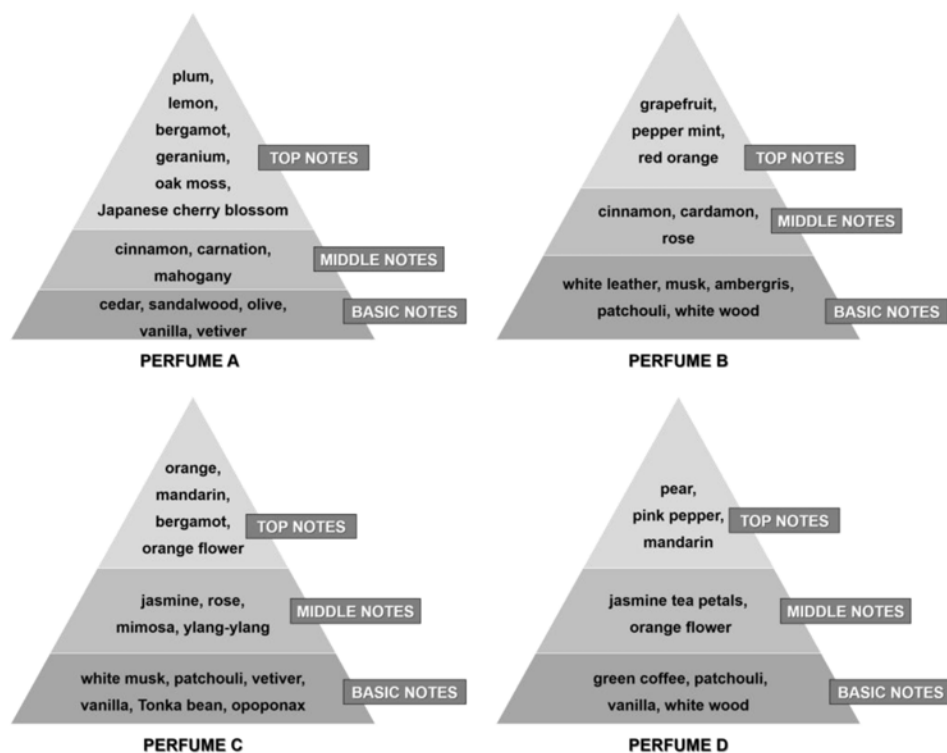 plum,
lemon,
bergamot,
geranium,
oak moss,
Japanese cherry blossom
TOP NOTES
cinnamon, carnation,
mahogany
MIDDLE NOTES
cedar, sandalwood, olive,
vanilla, vetiver
BASIC NOTES
PERFUME A
grapefruit,
pepper mint,
red orange
TOP NOTES
cinnamon, cardamon,
rose
MIDDLE NOTES
white leather, musk, ambergris,
patchouli, white wood
BASIC NOTES
PERFUME B
orange,
mandarin,
bergamot,
orange flower
TOP NOTES
jasmine, rose,
mimosa, ylang-ylang
MIDDLE NOTES
white musk, patchouli, vetiver,
vanilla, Tonka bean, opoponax
BASIC NOTES
PERFUME C
pear,
pink pepper,
mandarin
TOP NOTES
jasmine tea petals,
orange flower
MIDDLE NOTES
green coffee, patchouli,
vanilla, white wood
BASIC NOTES
PERFUME D